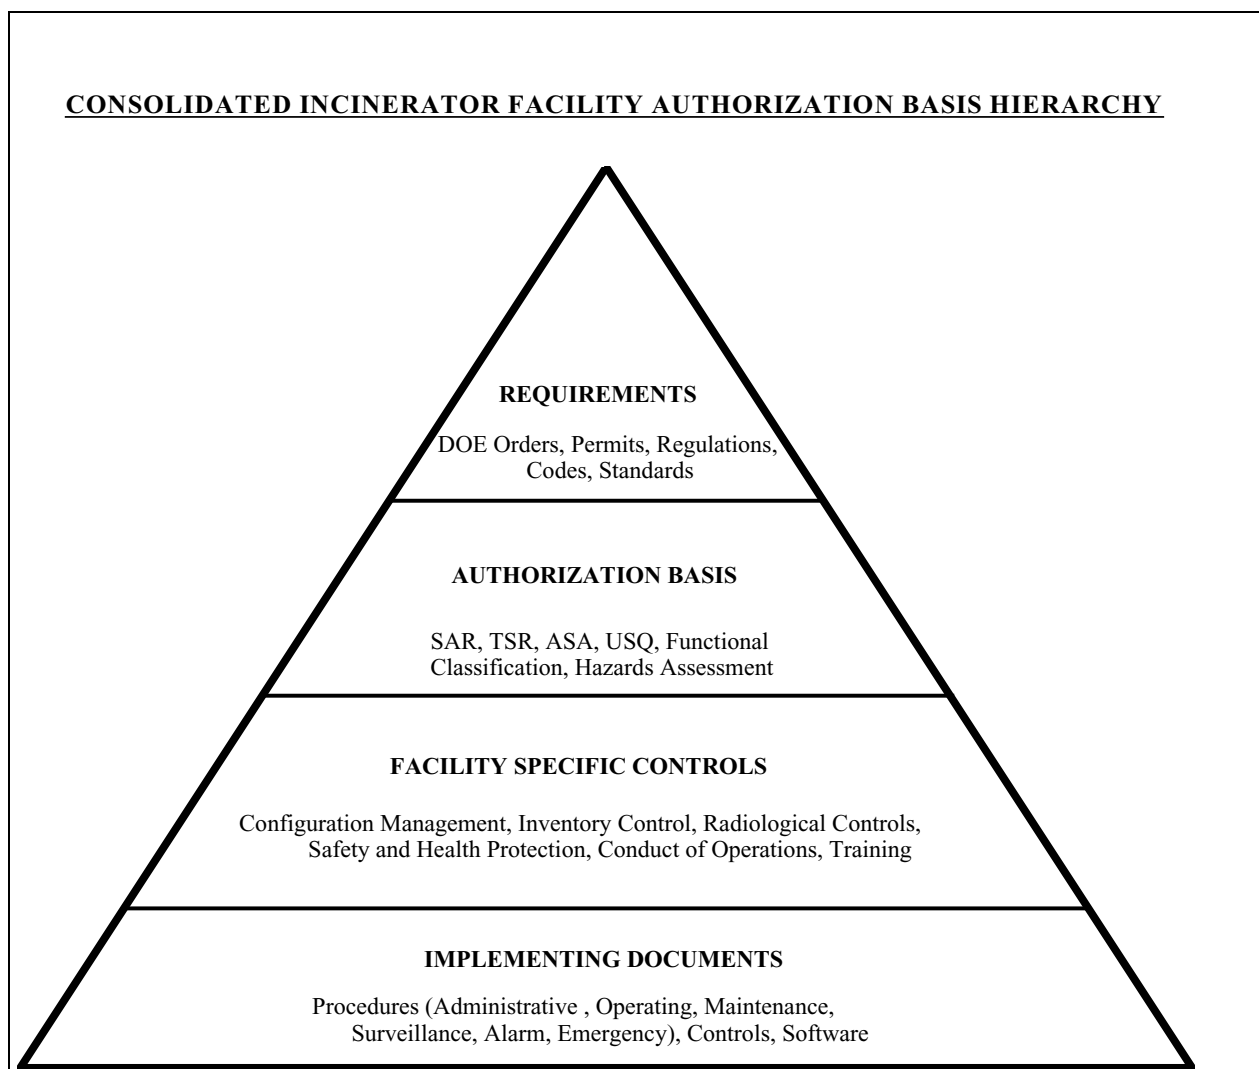 CONSOLIDATED INCINERATOR FACILITY AUTHORIZATION BASIS HIERARCHY
REQUIREMENTS
DOE Orders, Permits, Regulations,
Codes, Standards
AUTHORIZATION BASIS
SAR, TSR, ASA, USQ, Functional
Classification, Hazards Assessment
FACILITY SPECIFIC CONTROLS
Configuration Management, Inventory Control, Radiological Controls,
Safety and Health Protection, Conduct of Operations, Training
IMPLEMENTING DOCUMENTS
Procedures (Administrative , Operating, Maintenance,
Surveillance, Alarm, Emergency), Controls, Software